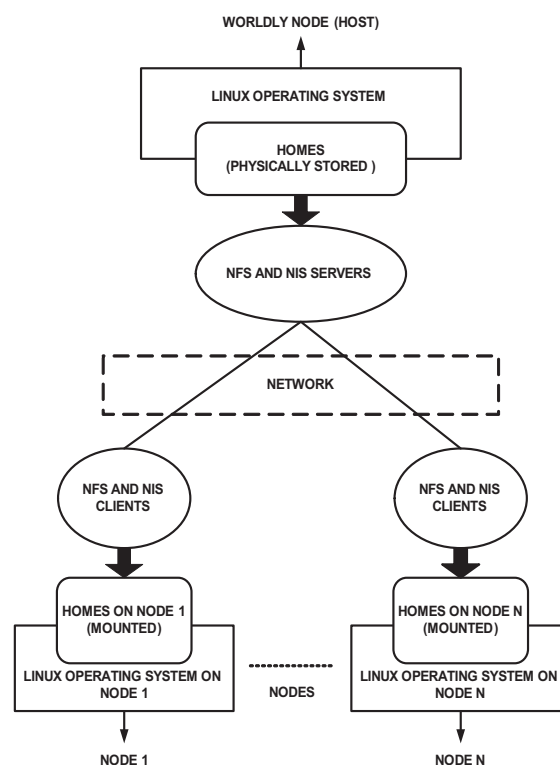 WORLDLY NODE (HOST)
LINUX OPERATING SYSTEM
HOMES
(PHYSICALLY STORED )
NFS AND NIS SERVERS
NETWORK
NFS AND NIS
CLIENTS
NFS AND NIS
CLIENTS
HOMES ON NODE 1
(MOUNTED)
HOMES ON NODE N
(MOUNTED)
LINUX OPERATING SYSTEM ON
NODE 1
NODES
LINUX OPERATING SYSTEM ON
NODE N
NODE 1
NODE N